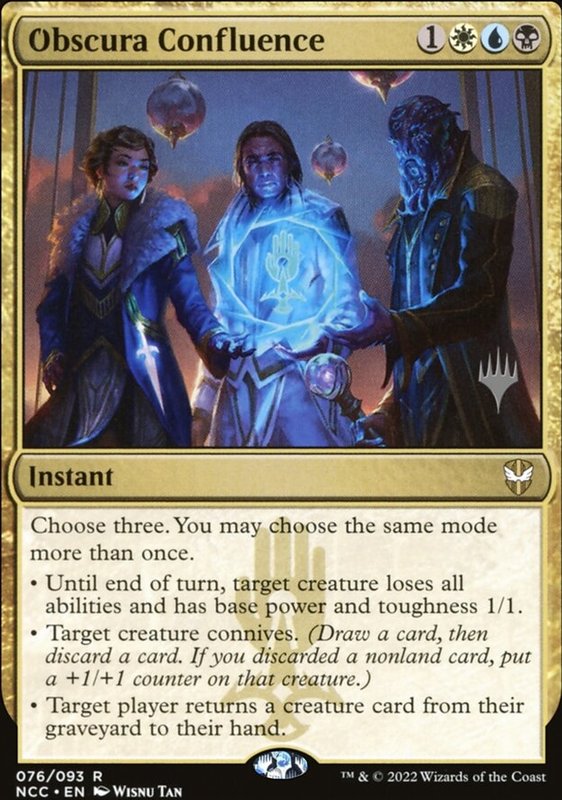 Obscura Confluence 1
Instant
Choose three. You may choose the same mode
more than once.
• Until end of turn, target creature loses all
abilities and has base power and toughness 1/1.
• Target creature connives. (Draw a card, then
discard a card. If you discarded a nonland card, put
a +1/+1 counter on that creature.)
• Target player returns a creature card from their
graveyard to their hand.
076/093 R
NCC • EN Wisnu Tan
™ & © 2022 Wizards of the Coast